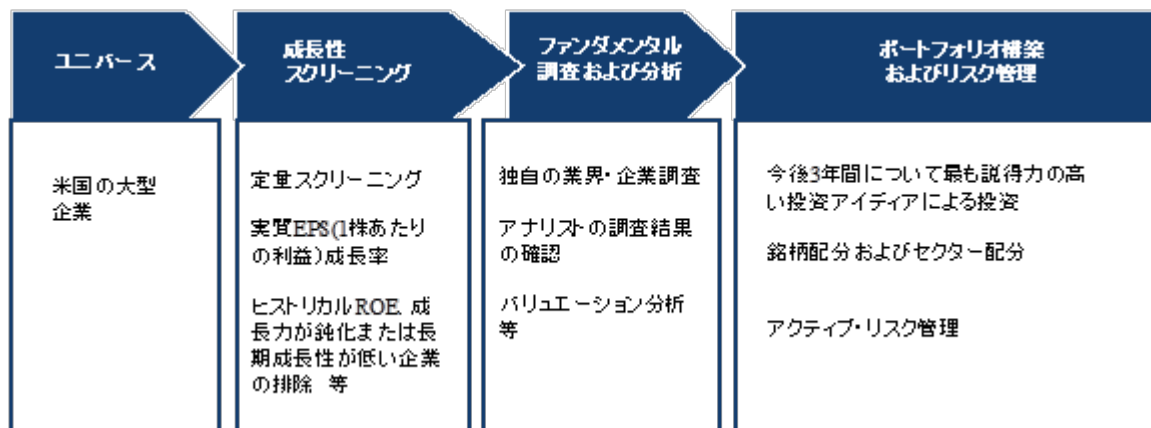 ユニバース
成長性
スクリーニング
ファンダメンタル
調査および分析
ポートフォリオ構築
およびリスク管理
米国の大型
企業
定量スクリーニング
実質EPS(1株あたり
の利益)成長率
ヒストリカルROE、成
長力が鈍化または長
期成長性が低い企業
の排除 等
独自の業界・企業調査
アナリストの調査結果
の確認
バリュエーション分析
等
今後3年間について最も説得力の高
い投資アイディアによる投資
銘柄配分およびセクター配分
アクティブ・リスク管理